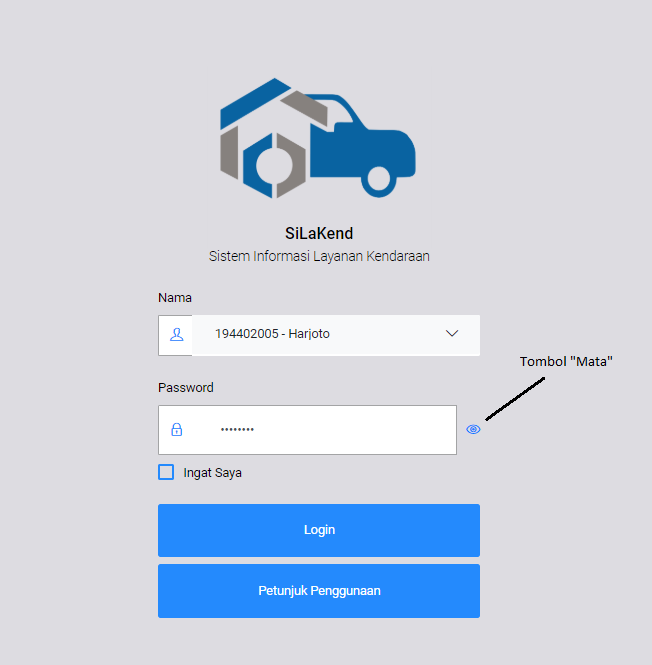 SiLaKend
Sistem Informasi Layanan Kendaraan
Nama
194402005 - Harjoto
Tombol "Mata"
Password
••••••••
Ingat Saya
Login
Petunjuk Penggunaan